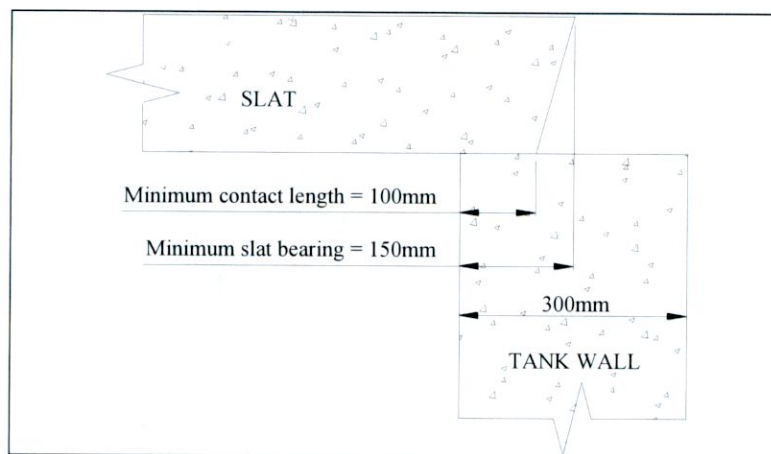 SLAT
Minimum contact length = 100mm
Minimum slat bearing = 150mm
300mm
TANK WALL